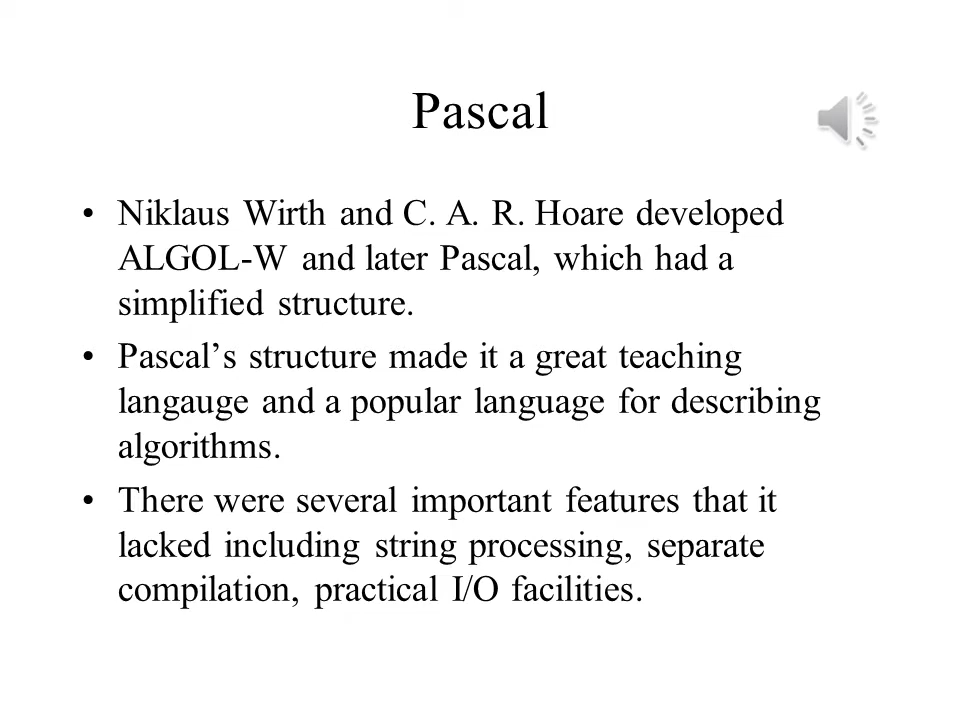 Pascal
• Niklaus Wirth and C. A. R. Hoare developed
ALGOL-W and later Pascal, which had a
simplified structure.
• Pascal’s structure made it a great teaching
langauge and a popular language for describing
algorithms.
• There were several important features that it
lacked including string processing, separate
compilation, practical I/O facilities.